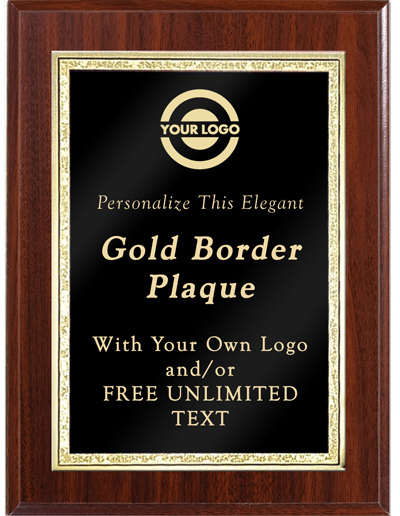 YOUR LOGO
Personalize This Elegant
Gold Border
Plaque
With Your Own Logo
and/or
FREE UNLIMITED
TEXT